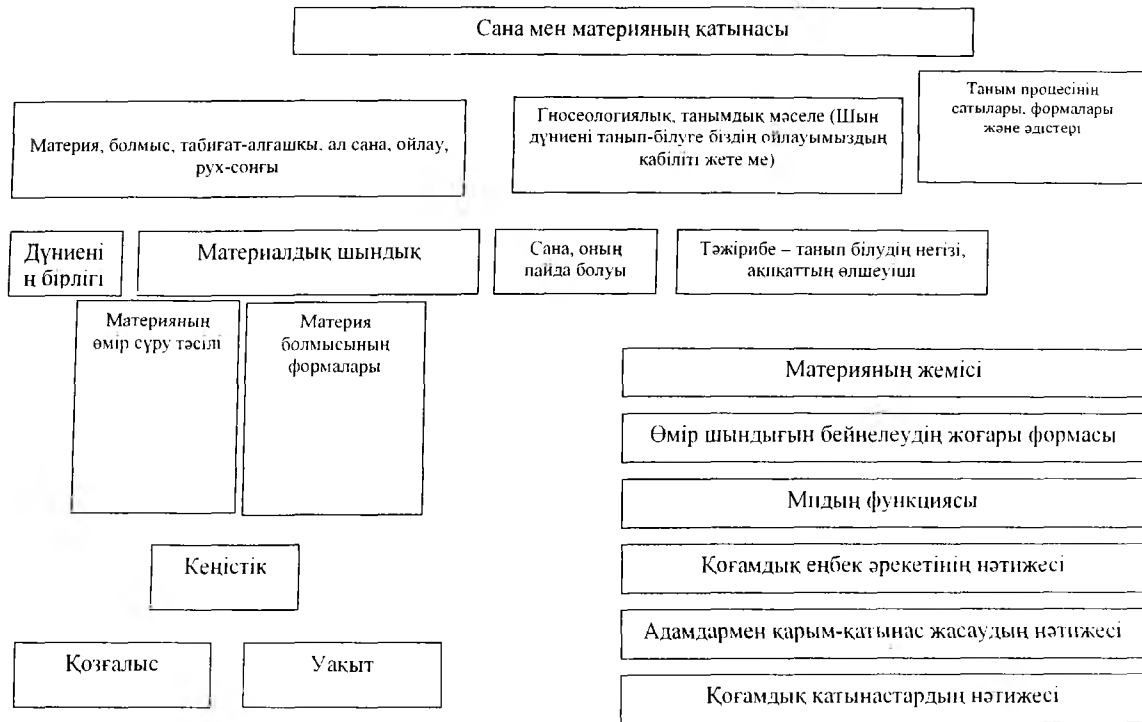 Сана мен материяның қатынасы
Таным процесінің
сатылары, формалары
және әдістері
Материя, болмыс, табиғат-алғашқы, ал сана, ойлау,
рух-соңғы
Гносеологиялық, танымдық мәселе (Шын
дүниені танып-білуге біздің ойлауымыздың
қабілеті жете ме)
Дүниені
ң бірлігі
Материалдық шындық
Сана, оның
пайда болуы
Тәжірибе – танып білудің негізі,
ақиқаттың өлшеуіші
Материяның
өмір сүру тәсілі
Материя
болмысының
формалары
Кеңістік
Қозғалыс
Уақыт
Материяның жемісі
Өмір шындығын бейнелеудің жоғары формасы
Мидың функциясы
Қоғамдық еңбек әрекетінің нәтижесі
Адамдармен қарым-қатынас жасаудың нәтижесі
Қоғамдық қатынастардың нәтижесі